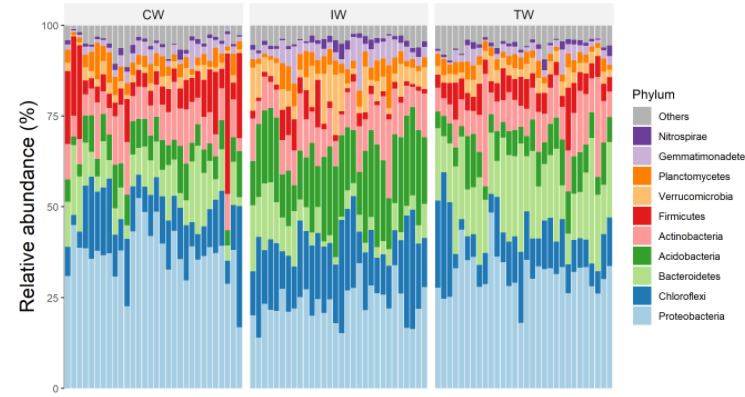 CW IW TW
100
75
50
25
0
Relative abundance (%)
Phylum
Others
Nitrospirae
Gemmatimonadete
Planctomycetes
Verrucomicrobia
Firmicutes
Actinobacteria
Acidobacteria
Bacteroidetes
Chloroflexi
Proteobacteria